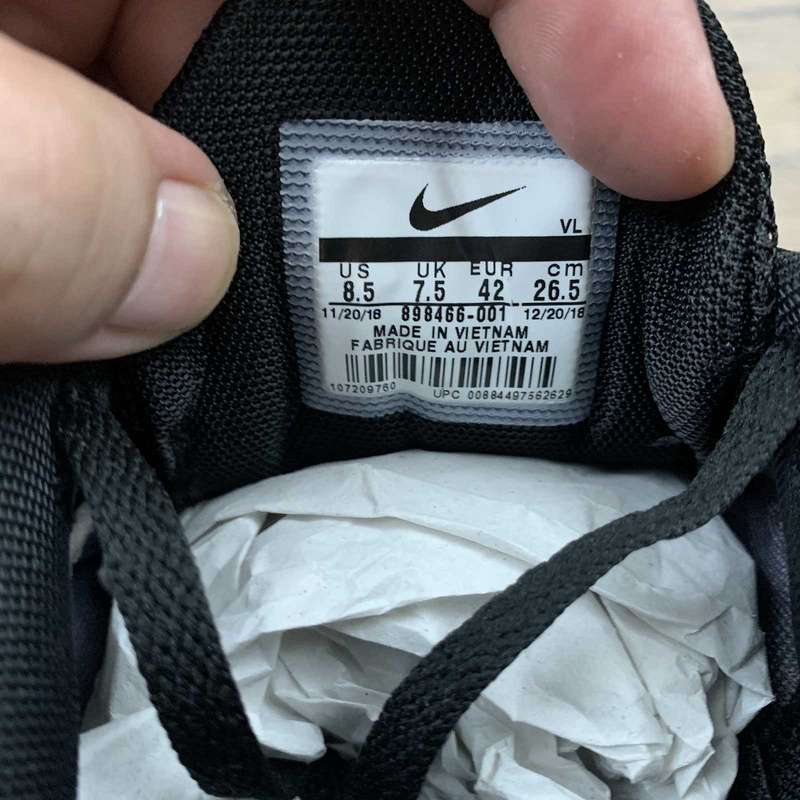 VL
US UK EUR cm
8.5 7.5 42 26.5
11/20/18 898466-001 12/20/18
MADE IN VIETNAM
FABRIQUE AU VIETNAM
107209760 UPC 00884497562629